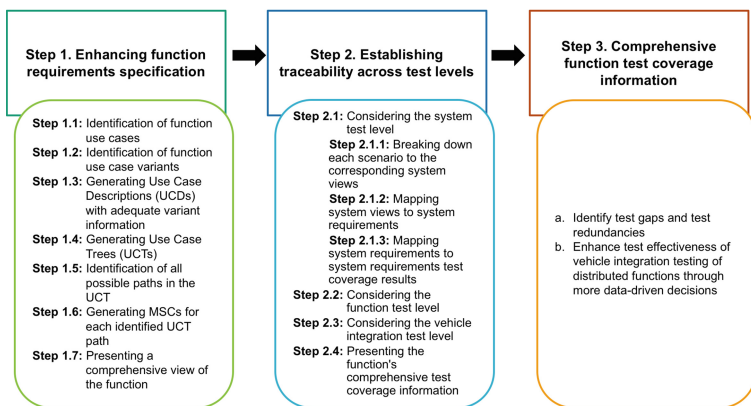 Step 1. Enhancing function
requirements specification
Step 1.1: Identification of function
use cases
Step 1.2: Identification of function
use case variants
Step 1.3: Generating Use Case
Descriptions (UCDs)
with adequate variant
information
Step 1.4: Generating Use Case
Trees (UCTs)
Step 1.5: Identification of all
possible paths in the
UCT
Step 1.6: Generating MSCs for
each identified UCT
path
Step 1.7: Presenting a
comprehensive view of
the function
Step 2. Establishing
traceability across test levels
Step 2.1: Considering the system
test level
Step 2.1.1: Breaking down
each scenario to the
corresponding system
views
Step 2.1.2: Mapping
system views to system
requirements
Step 2.1.3: Mapping
system requirements to
system requirements test
coverage results
Step 2.2: Considering the
function test level
Step 2.3: Considering the vehicle
integration test level
Step 2.4: Presenting the
function's
comprehensive test
coverage information
Step 3. Comprehensive
function test coverage
information
a. Identify test gaps and test
redundancies
b. Enhance test effectiveness of
vehicle integration testing of
distributed functions through
more data-driven decisions